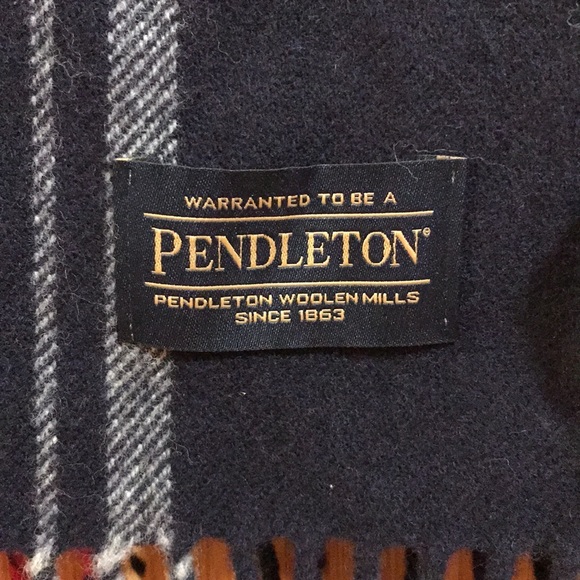 WARRANTED TO BE A
PENDLETON®
PENDLETON WOOLEN MILLS
SINCE 1863